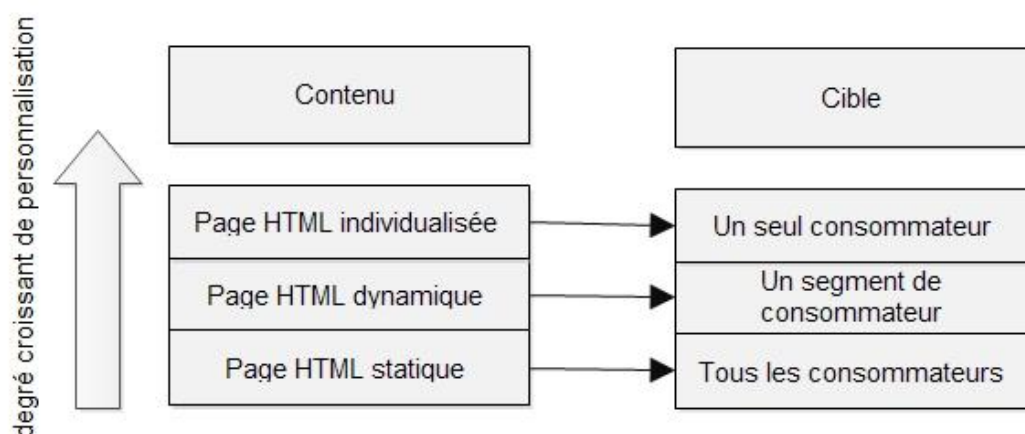 degré croissant de personnalisation
Contenu
Cible
Page HTML individualisée
Un seul consommateur
Page HTML dynamique
Un segment de
consommateur
Page HTML statique
Tous les consommateurs